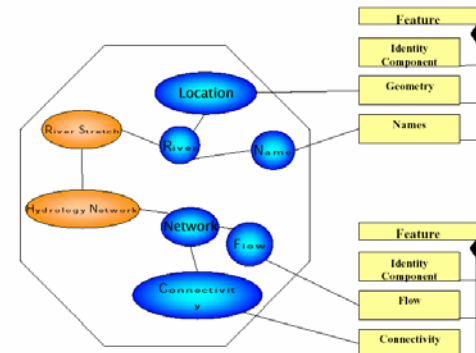 Feature
Identity
Component
Geometry
Names
Location
River Stretch
River
Name
Hydrology Network
Network
Flow
Connectivit
y
Feature
Identity
Component
Flow
Connectivity